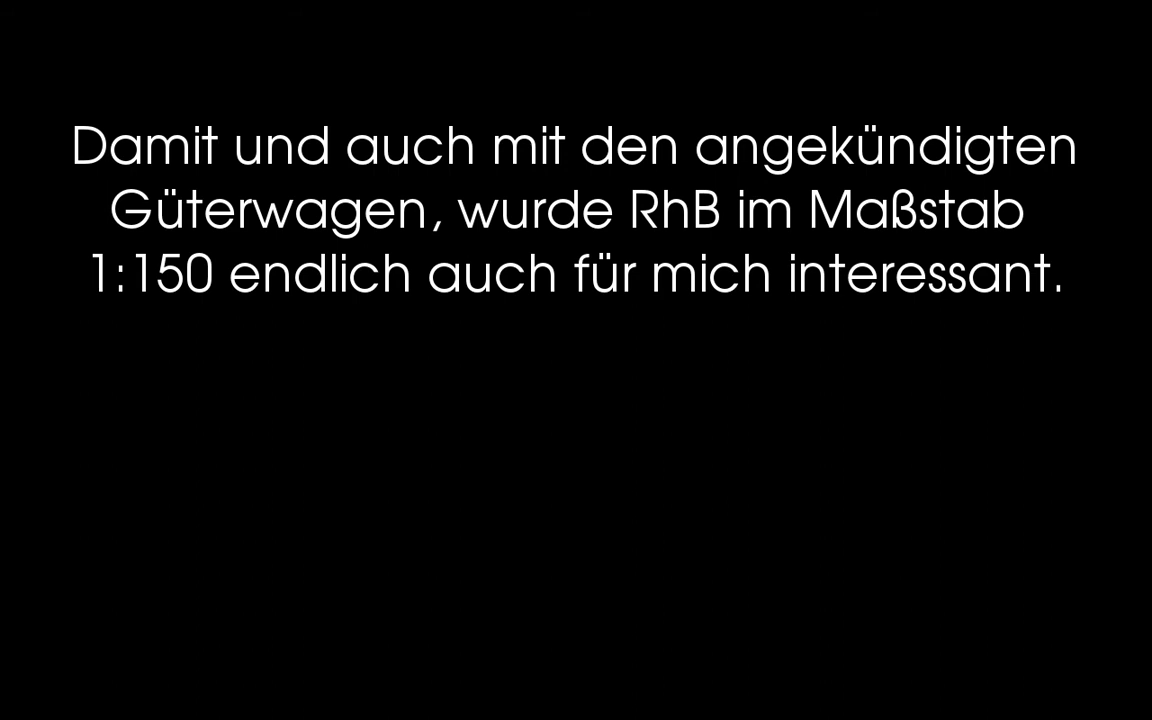 Damit und auch mit den angekündigten
Güterwagen, wurde RhB im Maßstab
1:150 endlich auch für mich interessant.